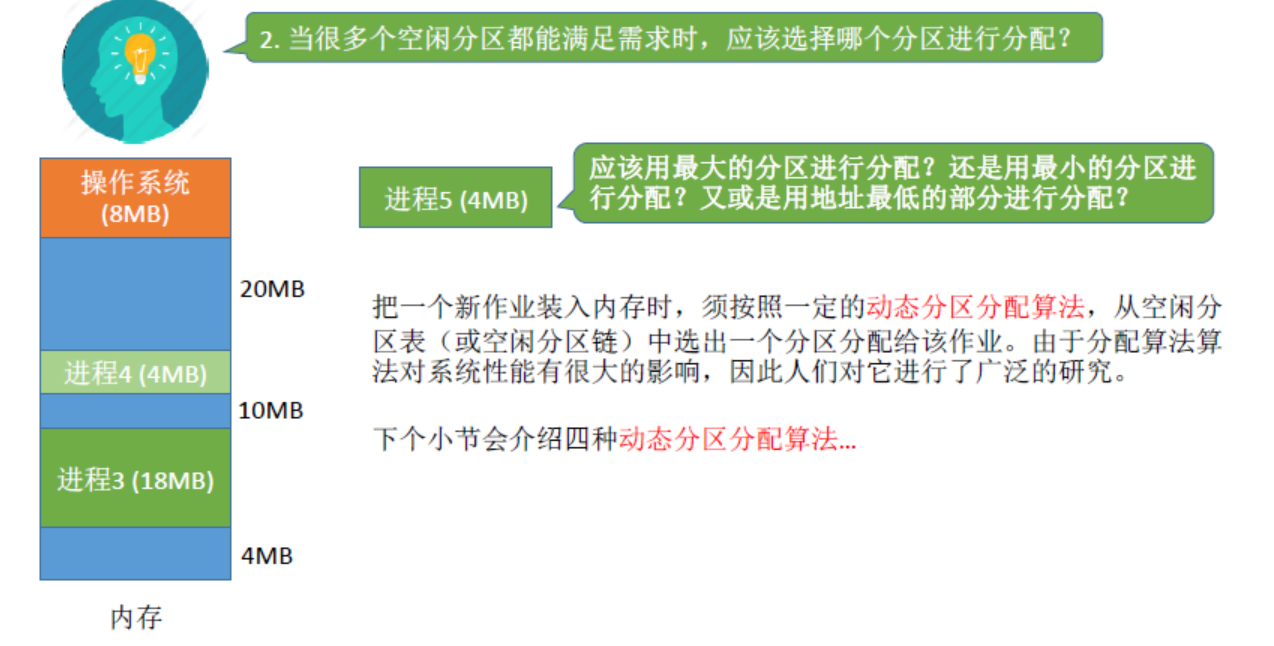 2. 当很多个空闲分区都能满足需求时，应该选择哪个分区进行分配？
操作系统
(8MB)
20MB
进程4 (4MB)
10MB
进程3 (18MB)
4MB
内存
进程5 (4MB)
应该用最大的分区进行分配？还是用最小的分区进
行分配？又或是用地址最低的部分进行分配？
把一个新作业装入内存时，须按照一定的动态分区分配算法，从空闲分
区表（或空闲分区链）中选出一个分区分配给该作业。由于分配算法算
法对系统性能有很大的影响，因此人们对它进行了广泛的研究。
下个小节会介绍四种动态分区分配算法...